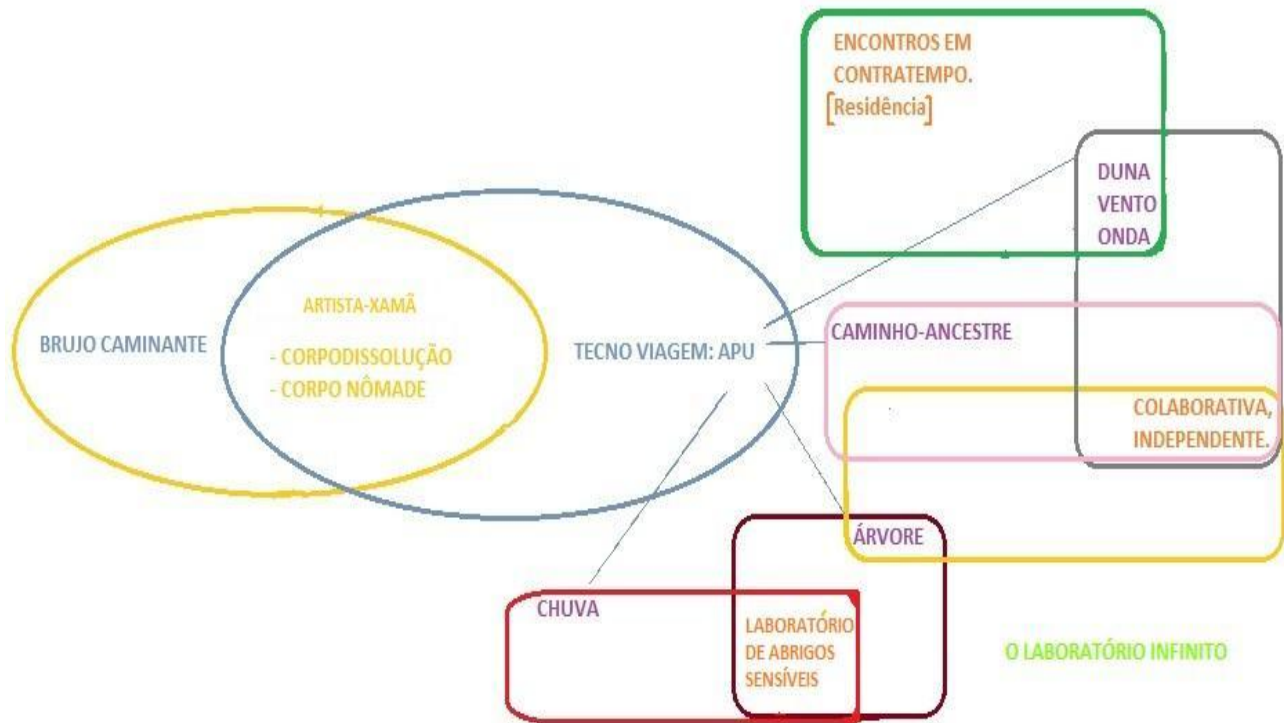 ENCONTROS EM
CONTRATEMPO.
[Residência]
DUNA
VENTO
ONDA
BRUJO CAMINANTE
ARTISTA-XAMÃ
- CORPODISSOLUÇÃO
- CORPO NÔMADE
TECNO VIAGEM: APU
CAMINHO-ANCESTRE
COLABORATIVA,
INDEPENDENTE.
ÁRVORE
CHUVA
LABORATÓRIO
DE ABRIGOS
SENSÍVEIS
O LABORATÓRIO INFINITO